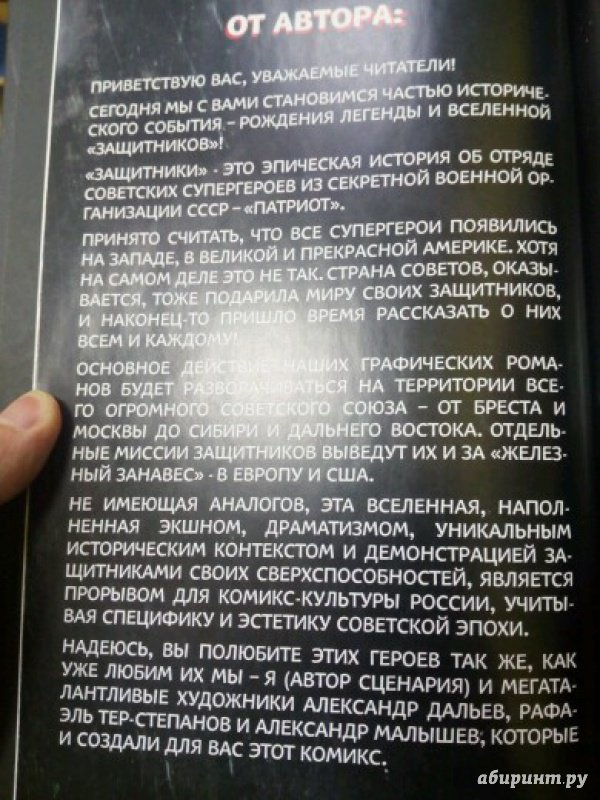 ОТ АВТОРА:
ПРИВЕТСТВУЮ ВАС, УВАЖАЕМЫЕ ЧИТАТЕЛИ!
СЕГОДНЯ МЫ С ВАМИ СТАНОВИМСЯ ЧАСТЬЮ ИСТОРИЧЕ-
СКОГО СОБЫТИЯ – РОЖДЕНИЯ ЛЕГЕНДЫ И ВСЕЛЕННОЙ
«ЗАЩИТНИКОВ»!
«ЗАЩИТНИКИ» - ЭТО ЭПИЧЕСКАЯ ИСТОРИЯ ОБ ОТРЯДЕ
СОВЕТСКИХ СУПЕРГЕРОЕВ ИЗ СЕКРЕТНОЙ ВОЕННОЙ ОР-
ГАНИЗАЦИИ СССР – «ПАТРИОТ».
ПРИНЯТО СЧИТАТЬ, ЧТО ВСЕ СУПЕРГЕРОИ ПОЯВИЛИСЬ
НА ЗАПАДЕ, В ВЕЛИКОЙ И ПРЕКРАСНОЙ АМЕРИКЕ. ХОТЯ
НА САМОМ ДЕЛЕ ЭТО НЕ ТАК. СТРАНА СОВЕТОВ, ОКАЗЫ-
ВАЕТСЯ, ТОЖЕ ПОДАРИЛА МИРУ СВОИХ ЗАЩИТНИКОВ,
И НАКОНЕЦ-ТО ПРИШЛО ВРЕМЯ РАССКАЗАТЬ О НИХ
ВСЕМ И КАЖДОМУ!
ОСНОВНОЕ ДЕЙСТВИЕ НАШИХ ГРАФИЧЕСКИХ РОМА-
НОВ БУДЕТ РАЗВОРАЧИВАТЬСЯ НА ТЕРРИТОРИИ ВСЕ-
ГО ОГРОМНОГО СОВЕТСКОГО СОЮЗА – ОТ БРЕСТА И
МОСКВЫ ДО СИБИРИ И ДАЛЬНЕГО ВОСТОКА. ОТДЕЛЬ-
НЫЕ МИССИИ ЗАЩИТНИКОВ ВЫВЕДУТ ИХ И ЗА «ЖЕЛЕЗ-
НЫЙ ЗАНАВЕС» - В ЕВРОПУ И США.
НЕ ИМЕЮЩАЯ АНАЛОГОВ, ЭТА ВСЕЛЕННАЯ, НАПОЛ-
НЕННАЯ ЭКШНОМ, ДРАМАТИЗМОМ, УНИКАЛЬНЫМ
ИСТОРИЧЕСКИМ КОНТЕКСТОМ И ДЕМОНСТРАЦИЕЙ ЗА-
ЩИТНИКАМИ СВОИХ СВЕРХСПОСОБНОСТЕЙ, ЯВЛЯЕТСЯ
ПРОРЫВОМ ДЛЯ КОМИКС-КУЛЬТУРЫ РОССИИ, УЧИТЫ-
ВАЯ СПЕЦИФИКУ И ЭСТЕТИКУ СОВЕТСКОЙ ЭПОХИ.
НАДЕЮСЬ, ВЫ ПОЛЮБИТЕ ЭТИХ ГЕРОЕВ ТАК ЖЕ, КАК
УЖЕ ЛЮБИМ ИХ МЫ – Я (АВТОР СЦЕНАРИЯ) И МЕГАТА-
ЛАНТЛИВЫЕ ХУДОЖНИКИ АЛЕКСАНДР ДАЛЬЕВ, РАФА-
ЭЛЬ ТЕР-СТЕПАНОВ И АЛЕКСАНДР МАЛЫШЕВ, КОТОРЫЕ
И СОЗДАЛИ ДЛЯ ВАС ЭТОТ КОМИКС.
абиринт.ру